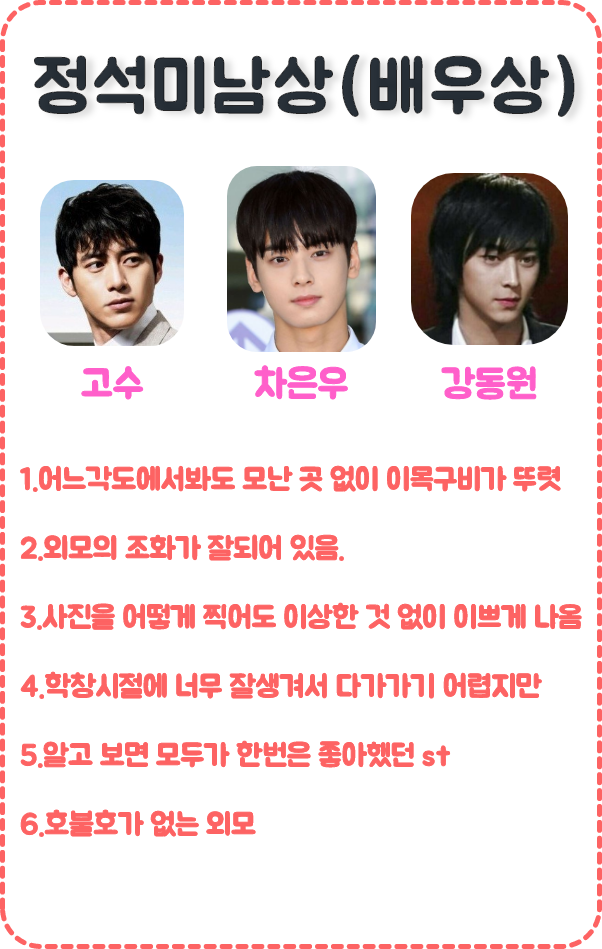 정석미남상(배우상)
고수 차은우 강동원
1.어느각도에서봐도 모난 곳 없이 이목구비가 뚜렷
2.외모의 조화가 잘되어 있음.
3.사진을 어떻게 찍어도 이상한 것 없이 이쁘게 나옴
4.학창시절에 너무 잘생겨서 다가가기 어렵지만
5.알고 보면 모두가 한번은 좋아했던 st
6.호불호가 없는 외모